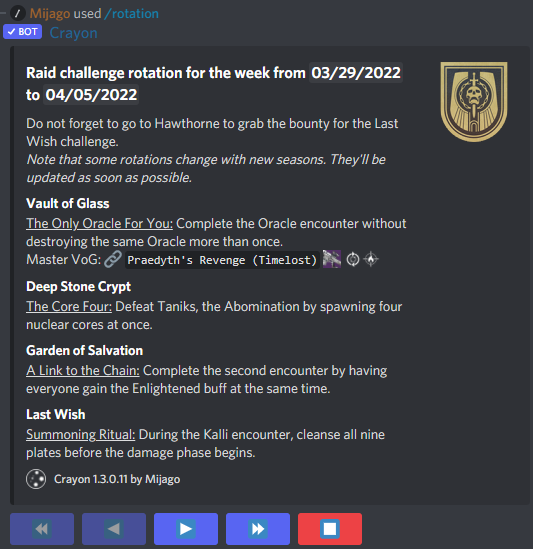 Mijago used /rotation
BOT Crayon
Raid challenge rotation for the week from 03/29/2022
to 04/05/2022
Do not forget to go to Hawthorne to grab the bounty for the Last
Wish challenge.
Note that some rotations change with new seasons. They'll be
updated as soon as possible.
Vault of Glass
The Only Oracle For You: Complete the Oracle encounter without
destroying the same Oracle more than once.
Master VoG: Praedyth's Revenge (Timelost)
Deep Stone Crypt
The Core Four: Defeat Taniks, the Abomination by spawning four
nuclear cores at once.
Garden of Salvation
A Link to the Chain: Complete the second encounter by having
everyone gain the Enlightened buff at the same time.
Last Wish
Summoning Ritual: During the Kalli encounter, cleanse all nine
plates before the damage phase begins.
Crayon 1.3.0.11 by Mijago